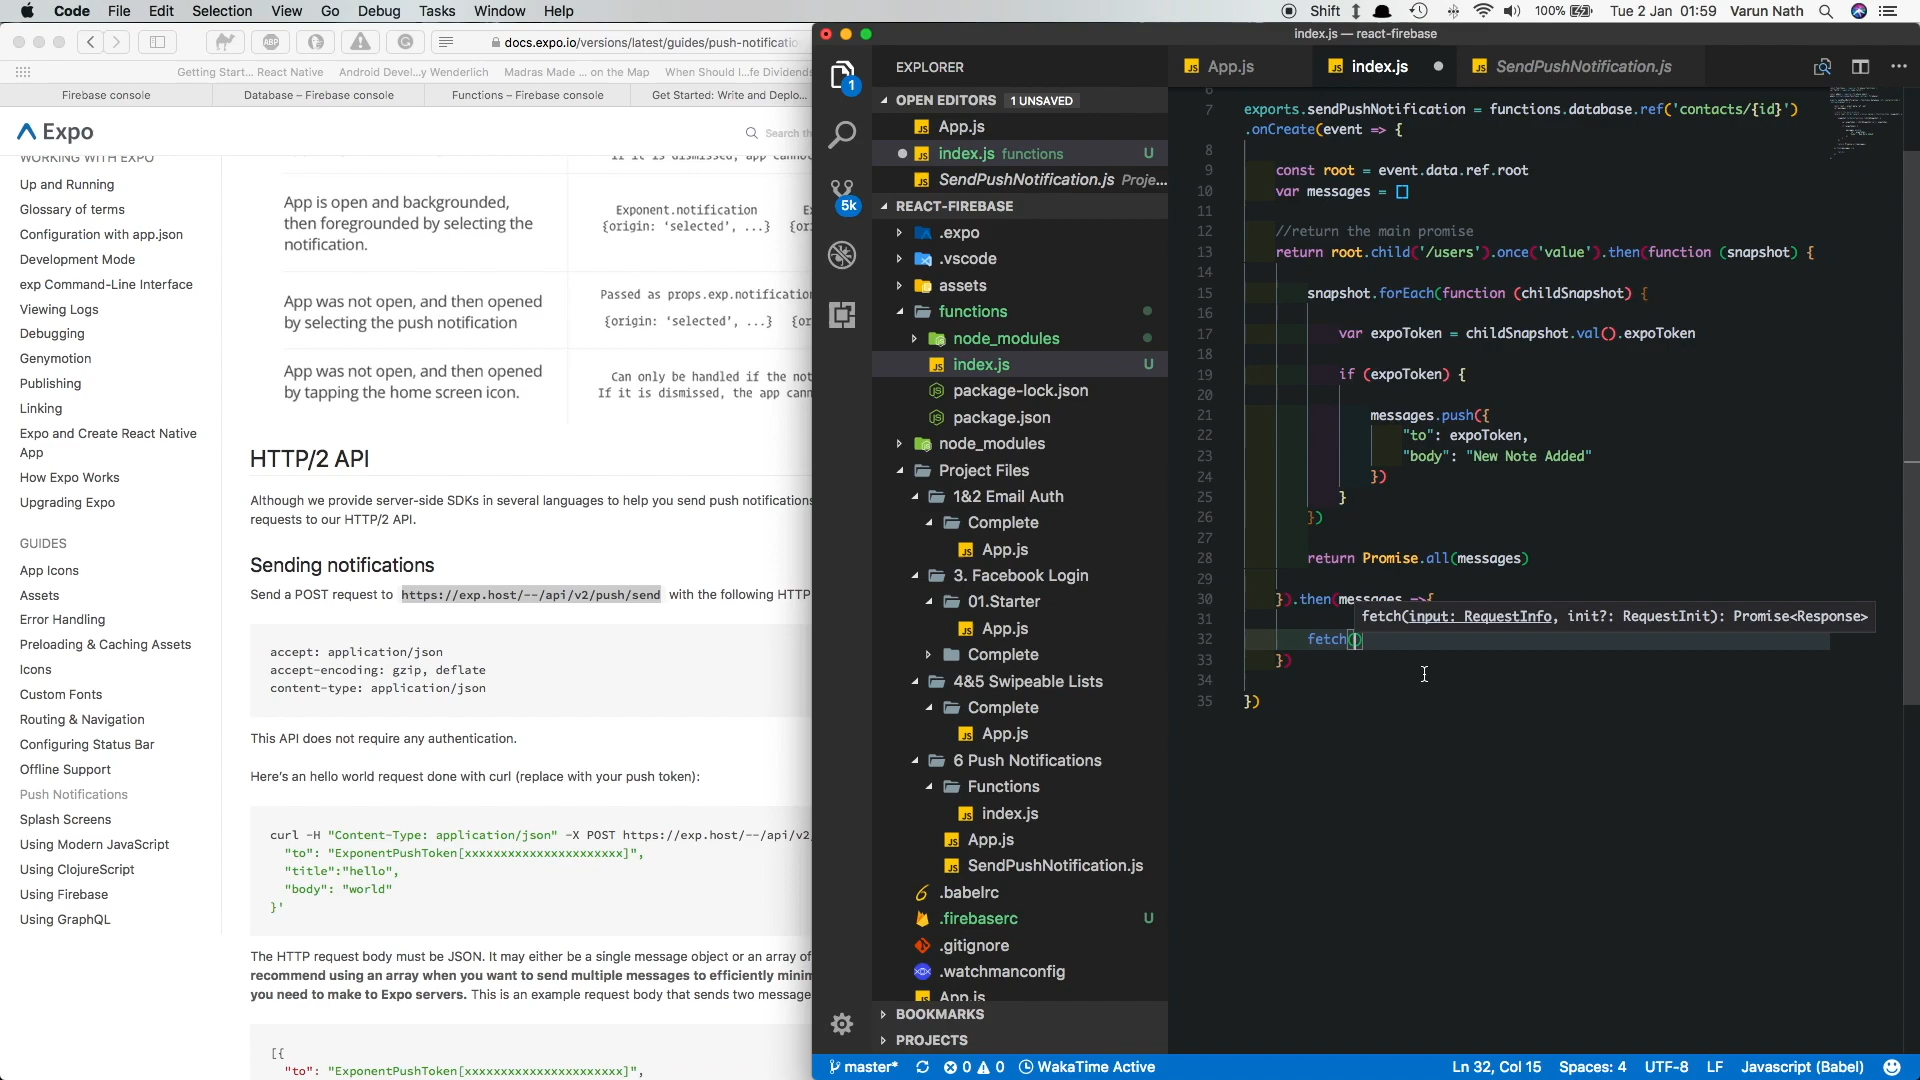 Code File Edit Selection View Go Debug Tasks Window Help
Shift 100% Tue 2 Jan 01:59 Varun Nath
docs.expo.io/versions/latest/guides/push-notificatio
Getting Start... React Native Android Devel...y Wenderlich Madras Made ... on the Map When Should I...fe Dividends
Firebase console Database – Firebase console Functions – Firebase console Get Started: Write and Deplo...
Expo
Search th
WORKING WITH EXPO
Up and Running
Glossary of terms
Configuration with app.json
Development Mode
exp Command-Line Interface
Viewing Logs
Debugging
Genymotion
Publishing
Linking
Expo and Create React Native
App
How Expo Works
Upgrading Expo
GUIDES
App Icons
Assets
Error Handling
Preloading & Caching Assets
Icons
Custom Fonts
Routing & Navigation
Configuring Status Bar
Offline Support
Push Notifications
Splash Screens
Using Modern JavaScript
Using ClojureScript
Using Firebase
Using GraphQL
If it is dismissed, app cannot
App is open and backgrounded,
then foregrounded by selecting the
notification.
Exponent.notification
{origin: ‘selected’, ...} {or
App was not open, and then opened
by selecting the push notification
Passed as props.exp.notification
{origin: ‘selected’, ...} {or
App was not open, and then opened
by tapping the home screen icon.
Can only be handled if the not
If it is dismissed, the app cann
HTTP/2 API
Although we provide server-side SDKs in several languages to help you send push notifications
requests to our HTTP/2 API.
Sending notifications
Send a POST request to https://exp.host/--/api/v2/push/send with the following HTTP
accept: application/json
accept-encoding: gzip, deflate
content-type: application/json
This API does not require any authentication.
Here's an hello world request done with curl (replace with your push token):
curl -H "Content-Type: application/json" -X POST https://exp.host/--/api/v2
"to": "ExponentPushToken[xxxxxxxxxxxxxxxxxxxxxx]",
"title":"hello",
"body": "world"
}'
The HTTP request body must be JSON. It may either be a single message object or an array of
recommend using an array when you want to send multiple messages to efficiently minim
you need to make to Expo servers. This is an example request body that sends two message
[{
"to": "ExponentPushToken[xxxxxxxxxxxxxxxxxxxxxx]",
index.js — react-firebase
1
5k
EXPLORER
OPEN EDITORS 1 UNSAVED
App.js
index.js functions U
SendPushNotification.js Proje...
REACT-FIREBASE
.expo
.vscode
assets
functions
node_modules
index.js U
package-lock.json
package.json
node_modules
Project Files
1&2 Email Auth
Complete
App.js
3. Facebook Login
01.Starter
App.js
Complete
4&5 Swipeable Lists
Complete
App.js
6 Push Notifications
Functions
index.js
App.js
SendPushNotification.js
.babelrc
.firebaserc U
.gitignore
.watchmanconfig
App.js
BOOKMARKS
PROJECTS
App.js index.js SendPushNotification.js
6
7 exports.sendPushNotification = functions.database.ref('contacts/{id}')
.onCreate(event => {
8
9 const root = event.data.ref.root
10 var messages = []
11
12 //return the main promise
13 return root.child('/users').once('value').then(function (snapshot) {
14
15 snapshot.forEach(function (childSnapshot) {
16
17 var expoToken = childSnapshot.val().expoToken
18
19 if (expoToken) {
20
21 messages.push({
22 "to": expoToken,
23 "body": "New Note Added"
24 })
25 }
26 })
27
28 return Promise.all(messages)
29
30 }).then(messages =>{
31 fetch(input: RequestInfo, init?: RequestInit): Promise<Response>
32 fetch()
33 })
34
35 })
master* 0 0 WakaTime Active Ln 32, Col 15 Spaces: 4 UTF-8 LF Javascript (Babel)